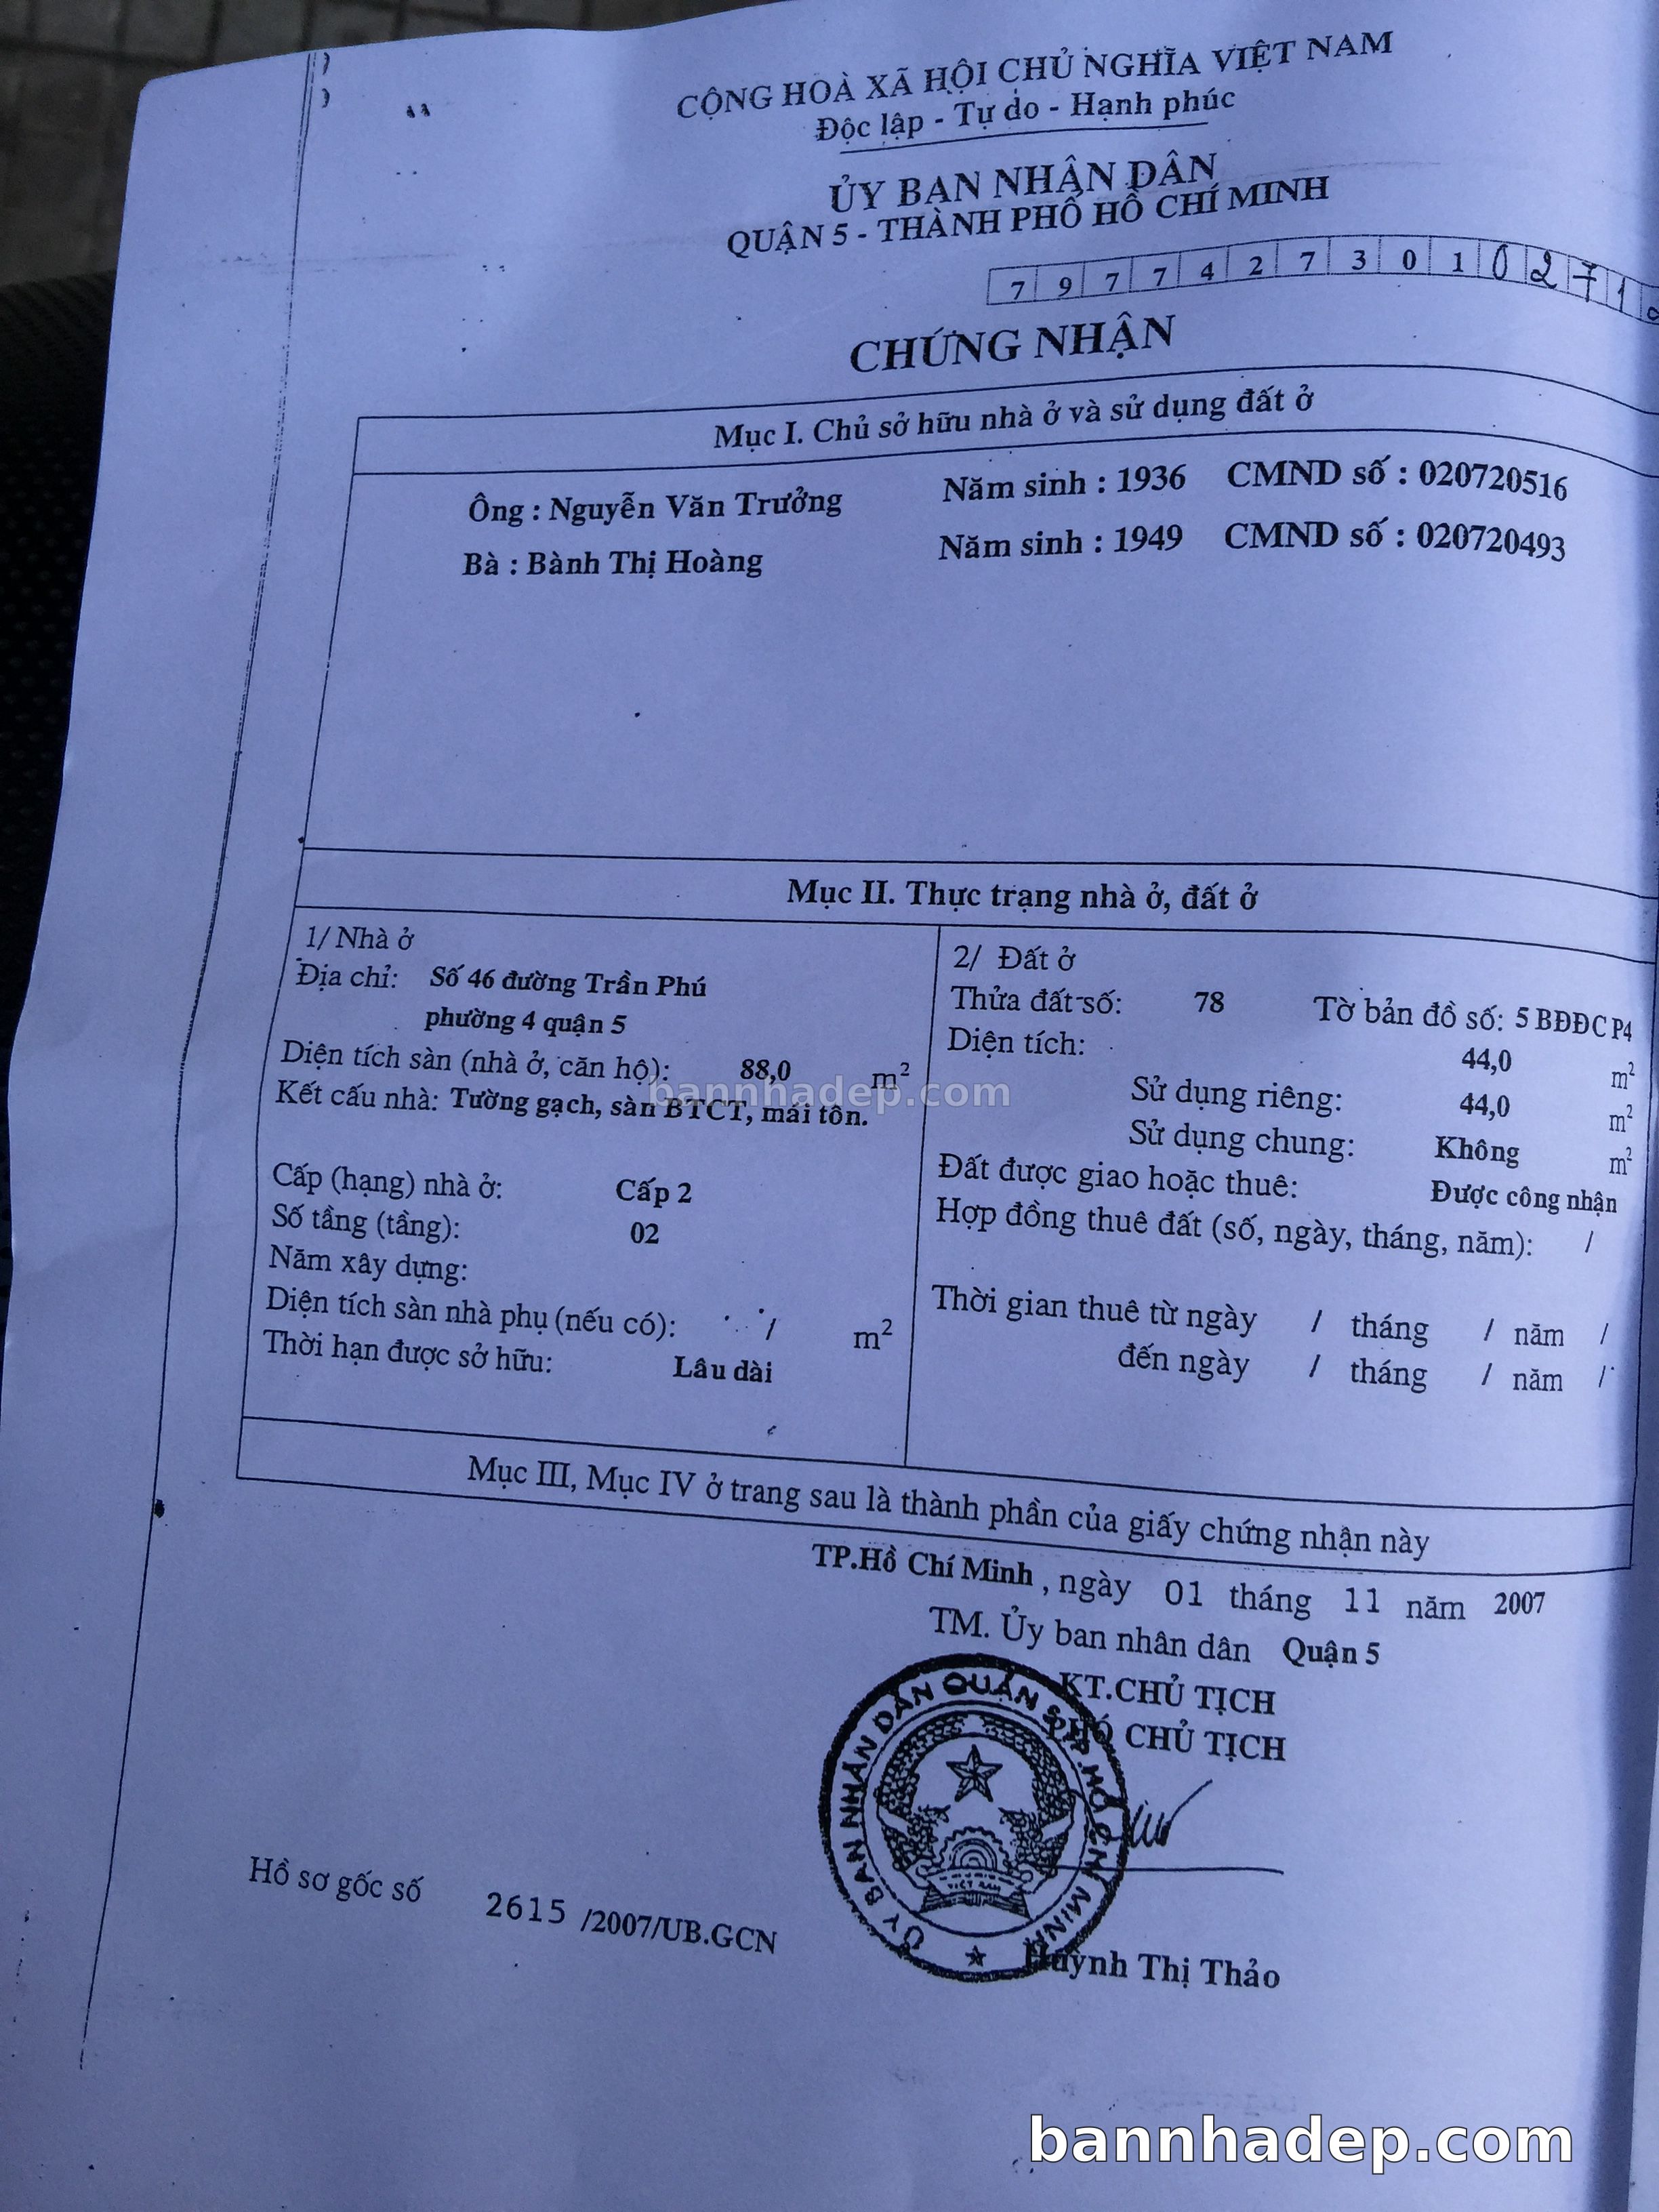 CỘNG HOÀ XÃ HỘI CHỦ NGHĨA VIỆT NAM
Độc lập - Tự do - Hạnh phúc
ỦY BAN NHÂN DÂN
QUẬN 5 - THÀNH PHỐ HỒ CHÍ MINH
7 9 7 7 4 2 7 3 0 1 0 2 7 1
CHỨNG NHẬN
Mục I. Chủ sở hữu nhà ở và sử dụng đất ở
Ông : Nguyễn Văn Trưởng Năm sinh : 1936 CMND số : 020720516
Bà : Bành Thị Hoàng Năm sinh : 1949 CMND số : 020720493
Mục II. Thực trạng nhà ở, đất ở
1/ Nhà ở
Địa chỉ: Số 46 đường Trần Phú
phường 4 quận 5
Diện tích sàn (nhà ở, căn hộ): 88,0 m²
Kết cấu nhà: Tường gạch, sàn BTCT, mái tôn.
Cấp (hạng) nhà ở: Cấp 2
Số tầng (tầng): 02
Năm xây dựng:
Diện tích sàn nhà phụ (nếu có): / m²
Thời hạn được sở hữu: Lâu dài
2/ Đất ở
Thửa đất số: 78 Tờ bản đồ số: 5 BĐĐC P4
Diện tích: 44,0 m²
Sử dụng riêng: 44,0 m²
Sử dụng chung: Không m²
Đất được giao hoặc thuê: Được công nhận
Hợp đồng thuê đất (số, ngày, tháng, năm): /
Thời gian thuê từ ngày / tháng / năm /
đến ngày / tháng / năm /
bannhadep.com
Mục III, Mục IV ở trang sau là thành phần của giấy chứng nhận này
TP.Hồ Chí Minh , ngày 01 tháng 11 năm 2007
TM. Ủy ban nhân dân Quận 5
KT.CHỦ TỊCH
PHÓ CHỦ TỊCH
ỦY BAN NHÂN DÂN QUẬN 5 TP. HỒ CHÍ MINH
VIỆT NAM
Hồ sơ gốc số 2615 /2007/UB.GCN
Huỳnh Thị Thảo
bannhadep.com